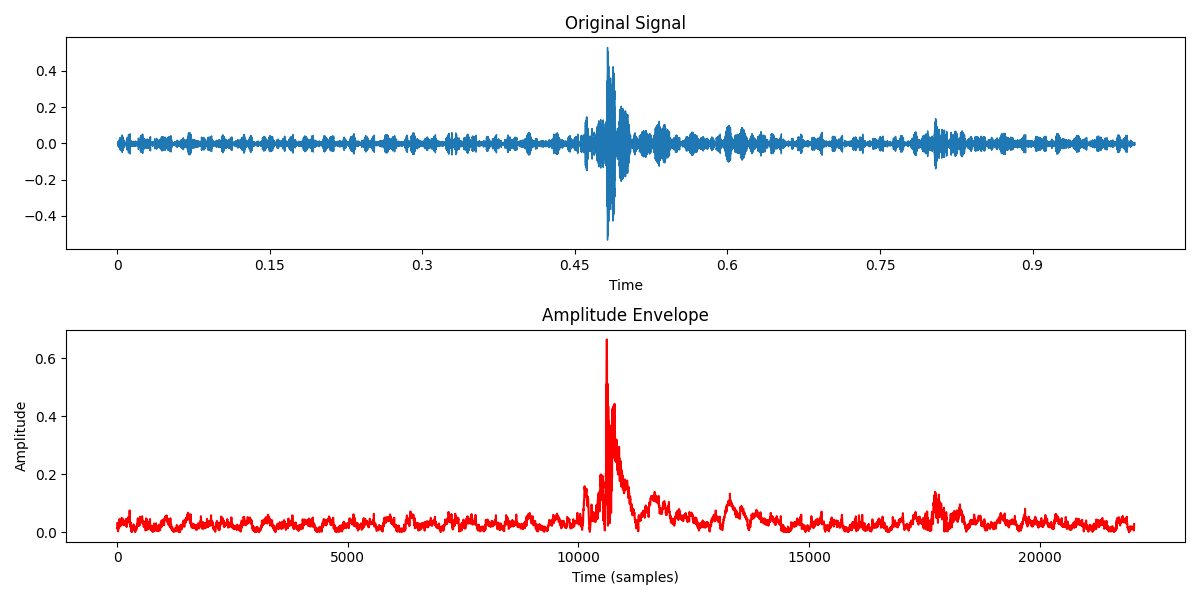 Original Signal
0.4
0.2
0.0
−0.2
−0.4
0 0.15 0.3 0.45 0.6 0.75 0.9
Time
Amplitude Envelope
Amplitude
0.6
0.4
0.2
0.0
0 5000 10000 15000 20000
Time (samples)